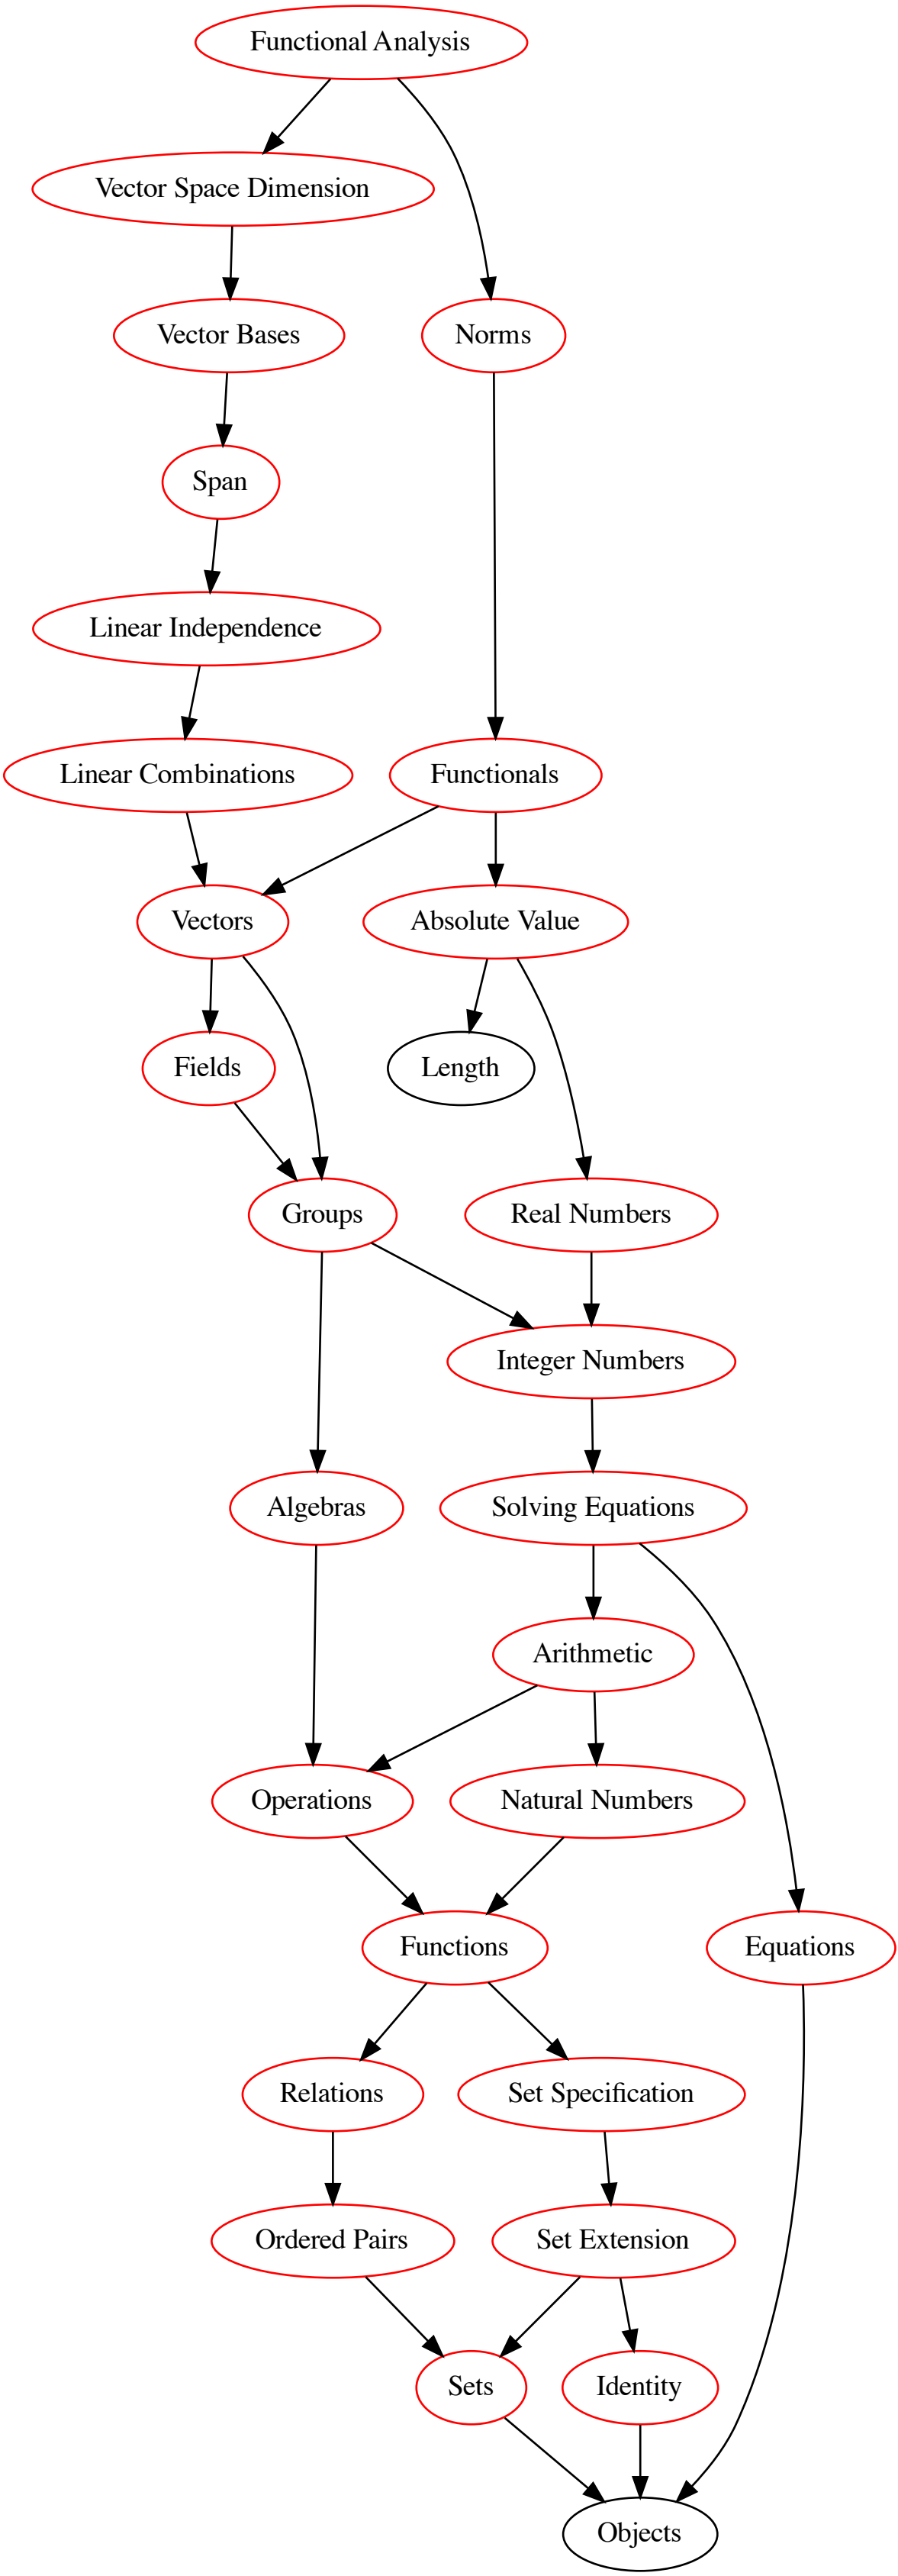 Functional Analysis
Vector Space Dimension
Vector Bases
Norms
Span
Linear Independence
Linear Combinations
Functionals
Vectors
Absolute Value
Fields
Length
Groups
Real Numbers
Integer Numbers
Algebras
Solving Equations
Arithmetic
Operations
Natural Numbers
Functions
Equations
Relations
Set Specification
Ordered Pairs
Set Extension
Sets
Identity
Objects